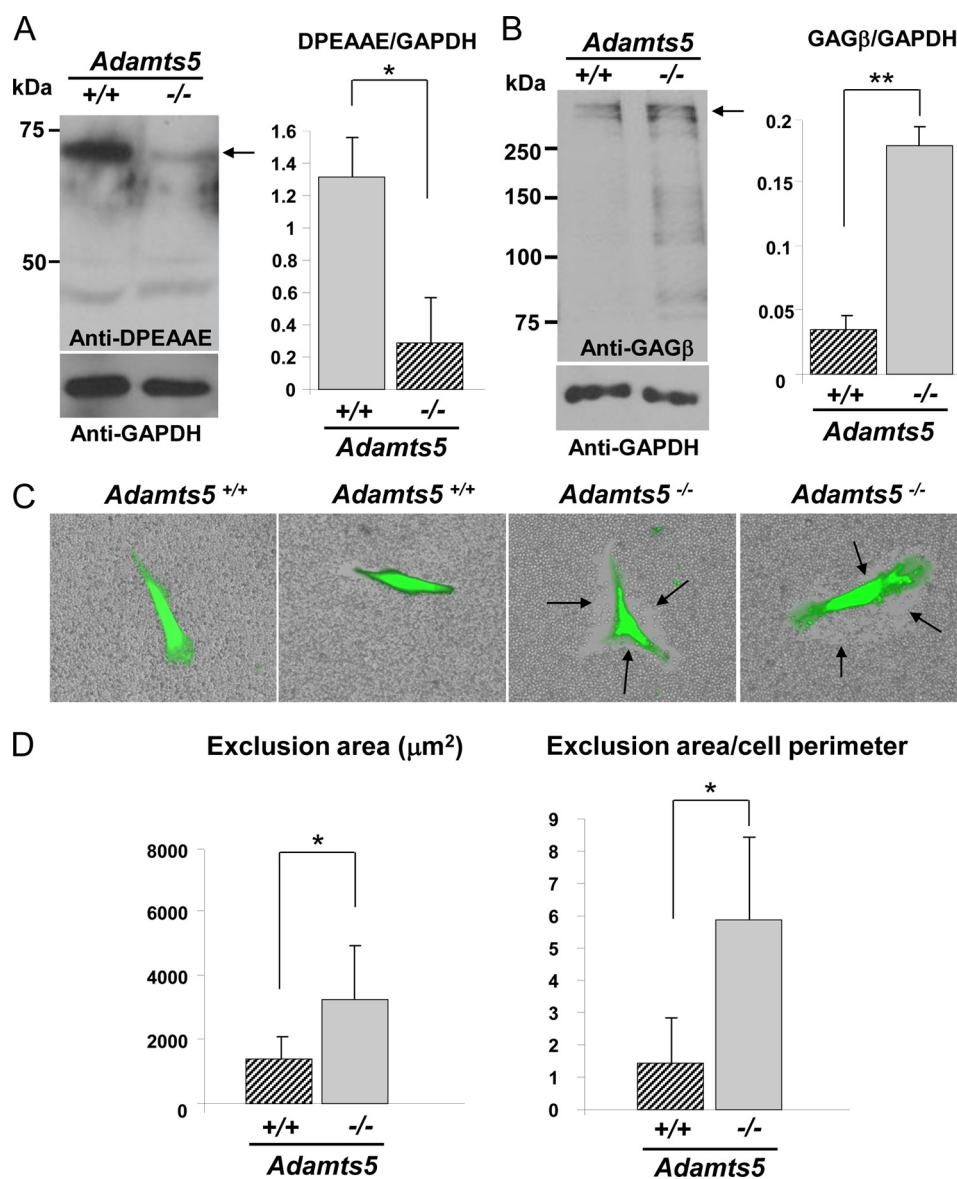 A
Adamts5
kDa
+/+
-/-
75
50
Anti-DPEAAE
Anti-GAPDH
DPEAAE/GAPDH
*
1.6
1.4
1.2
1
0.8
0.6
0.4
0.2
0
+/+
-/-
Adamts5
B
Adamts5
kDa
+/+
-/-
250
150
100
75
Anti-GAGβ
Anti-GAPDH
GAGβ/GAPDH
**
0.2
0.15
0.1
0.05
0
+/+
-/-
Adamts5
C
Adamts5 +/+
Adamts5 +/+
Adamts5 -/-
Adamts5 -/-
D
Exclusion area (μm²)
*
8000
6000
4000
2000
0
+/+
-/-
Adamts5
Exclusion area/cell perimeter
*
9
8
7
6
5
4
3
2
1
0
+/+
-/-
Adamts5